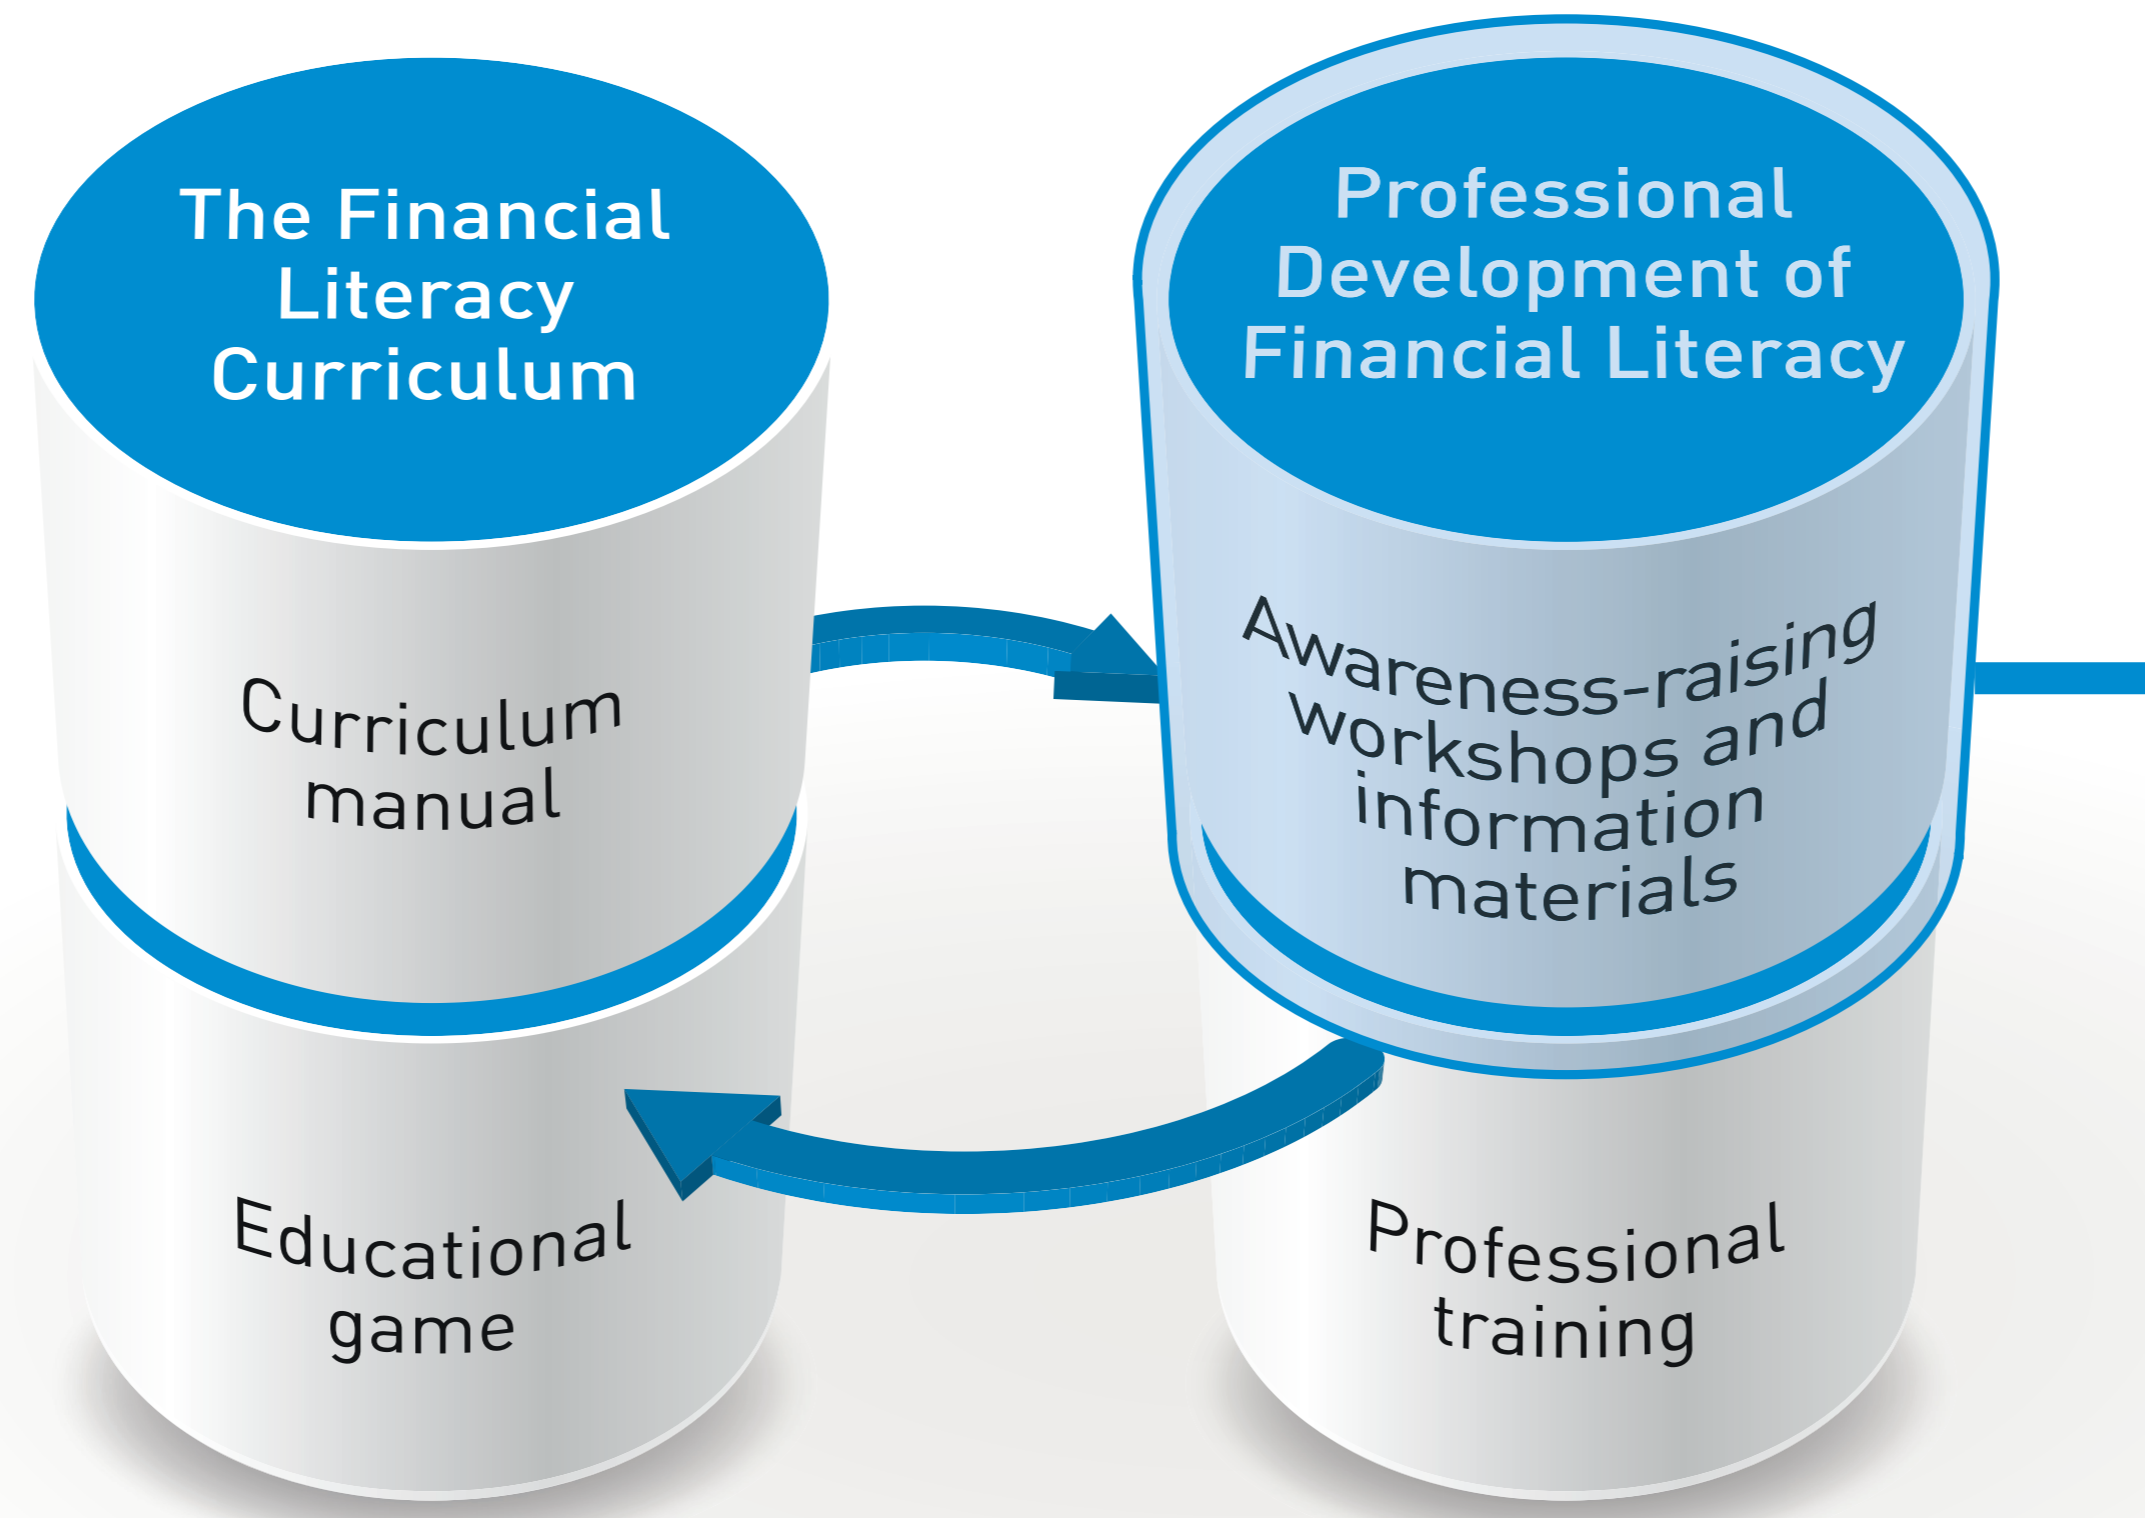 The Financial
Literacy
Curriculum
Curriculum
manual
Educational
game
Professional
Development of
Financial Literacy
Awareness-raising
workshops and
information
materials
Professional
training